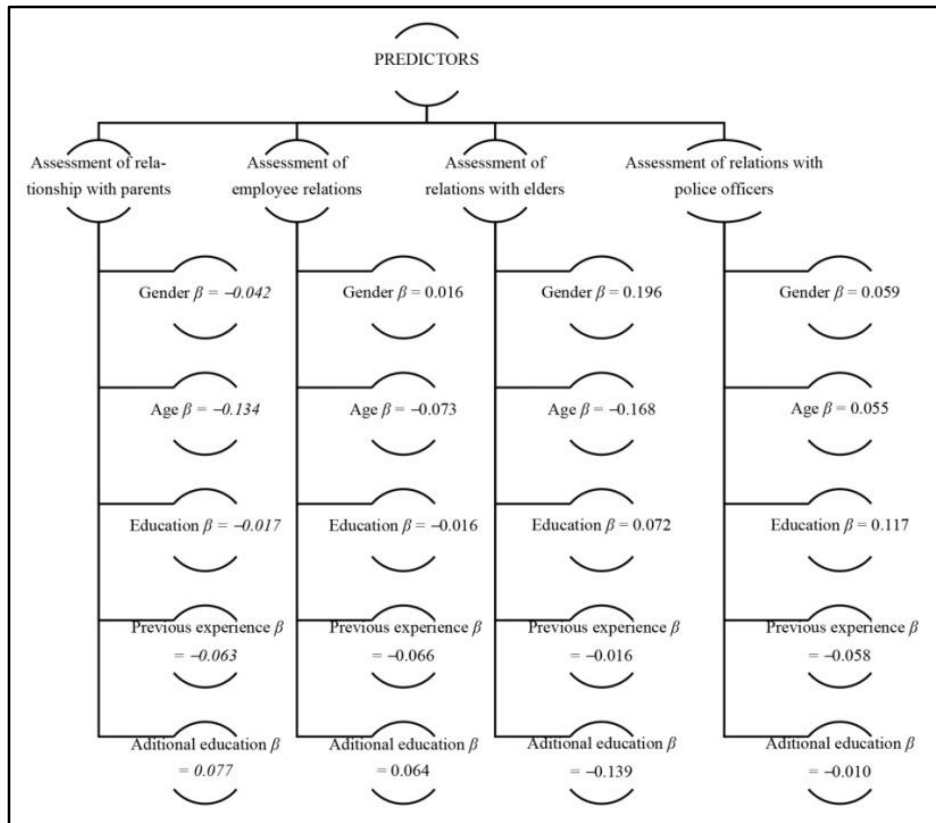 PREDICTORS
Assessment of rela-
tionship with parents
Assessment of
employee relations
Assessment of
relations with elders
Assessment of relations with
police officers
Gender β = –0.042
Gender β = 0.016
Gender β = 0.196
Gender β = 0.059
Age β = –0.134
Age β = –0.073
Age β = –0.168
Age β = 0.055
Education β = –0.017
Education β = –0.016
Education β = 0.072
Education β = 0.117
Previous experience β
= –0.063
Previous experience β
= –0.066
Previous experience β
= –0.016
Previous experience β
= –0.058
Aditional education β
= 0.077
Aditional education β
= 0.064
Aditional education β
= –0.139
Aditional education β
= –0.010